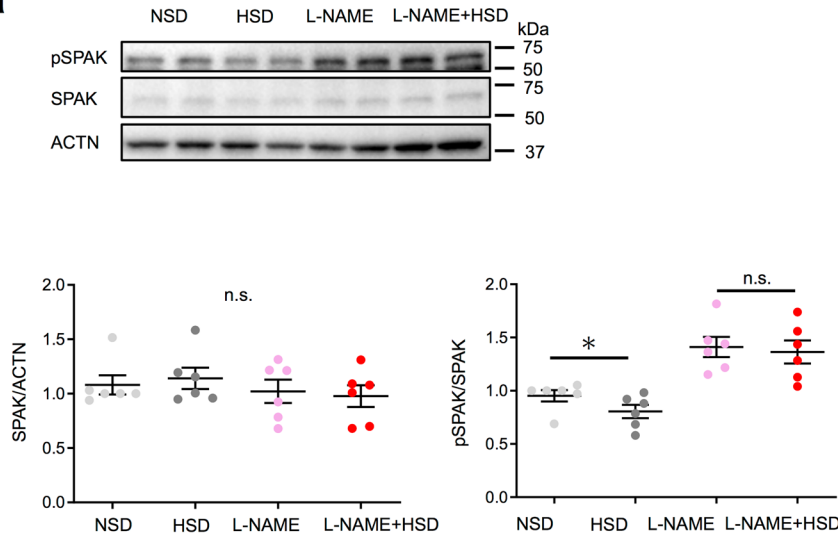 NSD HSD L-NAME L-NAME+HSD
kDa
pSPAK 75
50
SPAK 75
50
ACTN 37
SPAK/ACTN
2.0
1.5
1.0
0.5
0.0
n.s.
NSD HSD L-NAME L-NAME+HSD
pSPAK/SPAK
2.0
1.5
1.0
0.5
0.0
*
n.s.
NSD HSD L-NAME L-NAME+HSD